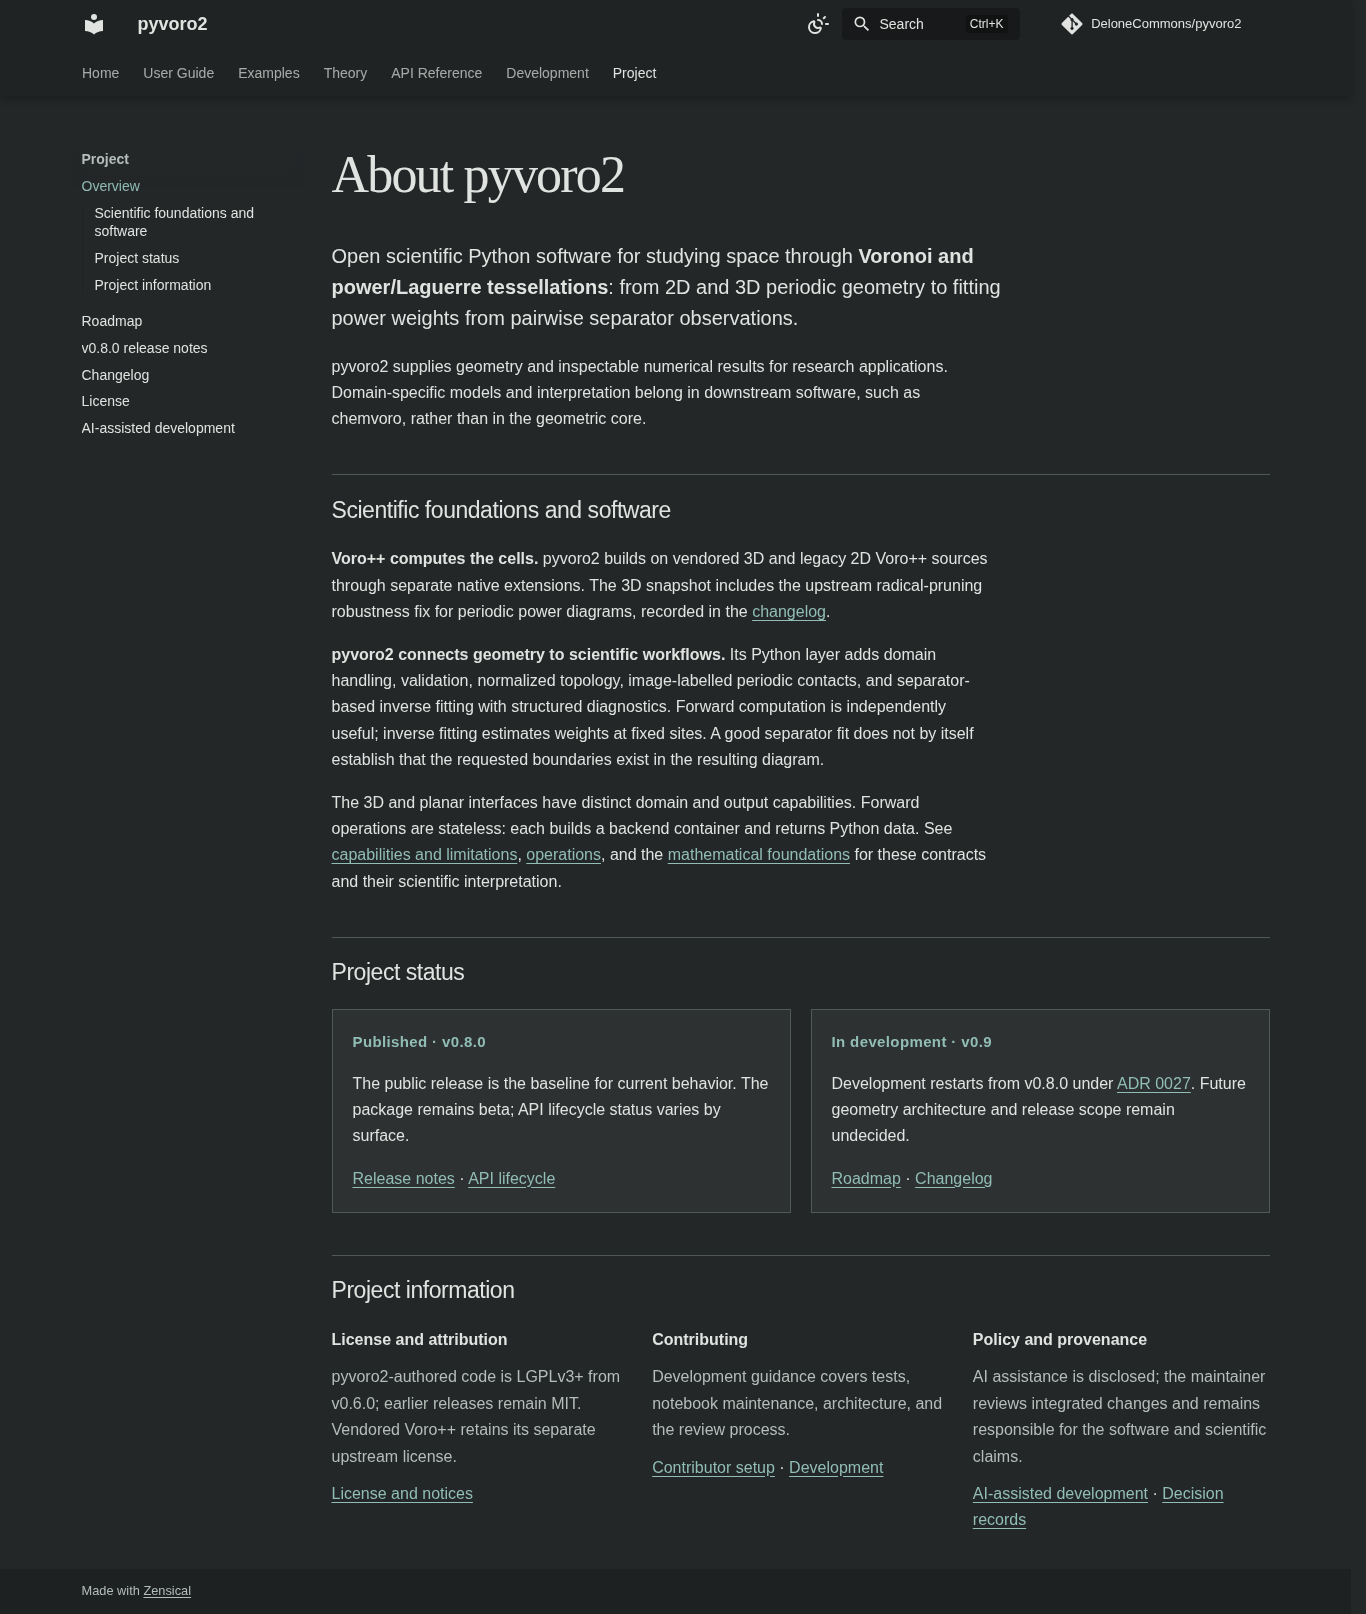 pyvoro2
Search
Ctrl+K
DeloneCommons/pyvoro2
Home
User Guide
Examples
Theory
API Reference
Development
Project
Project
Overview
Scientific foundations and
software
Project status
Project information
Roadmap
v0.8.0 release notes
Changelog
License
AI-assisted development
About pyvoro2
Open scientific Python software for studying space through Voronoi and
power/Laguerre tessellations: from 2D and 3D periodic geometry to fitting
power weights from pairwise separator observations.
pyvoro2 supplies geometry and inspectable numerical results for research applications.
Domain-specific models and interpretation belong in downstream software, such as
chemvoro, rather than in the geometric core.
Scientific foundations and software
Voro++ computes the cells. pyvoro2 builds on vendored 3D and legacy 2D Voro++ sources
through separate native extensions. The 3D snapshot includes the upstream radical-pruning
robustness fix for periodic power diagrams, recorded in the changelog.
pyvoro2 connects geometry to scientific workflows. Its Python layer adds domain
handling, validation, normalized topology, image-labelled periodic contacts, and separator-
based inverse fitting with structured diagnostics. Forward computation is independently
useful; inverse fitting estimates weights at fixed sites. A good separator fit does not by itself
establish that the requested boundaries exist in the resulting diagram.
The 3D and planar interfaces have distinct domain and output capabilities. Forward
operations are stateless: each builds a backend container and returns Python data. See
capabilities and limitations, operations, and the mathematical foundations for these contracts
and their scientific interpretation.
Project status
Published · v0.8.0
The public release is the baseline for current behavior. The
package remains beta; API lifecycle status varies by
surface.
Release notes · API lifecycle
In development · v0.9
Development restarts from v0.8.0 under ADR 0027. Future
geometry architecture and release scope remain
undecided.
Roadmap · Changelog
Project information
License and attribution
pyvoro2-authored code is LGPLv3+ from
v0.6.0; earlier releases remain MIT.
Vendored Voro++ retains its separate
upstream license.
License and notices
Contributing
Development guidance covers tests,
notebook maintenance, architecture, and
the review process.
Contributor setup · Development
Policy and provenance
AI assistance is disclosed; the maintainer
reviews integrated changes and remains
responsible for the software and scientific
claims.
AI-assisted development · Decision
records
Made with Zensical